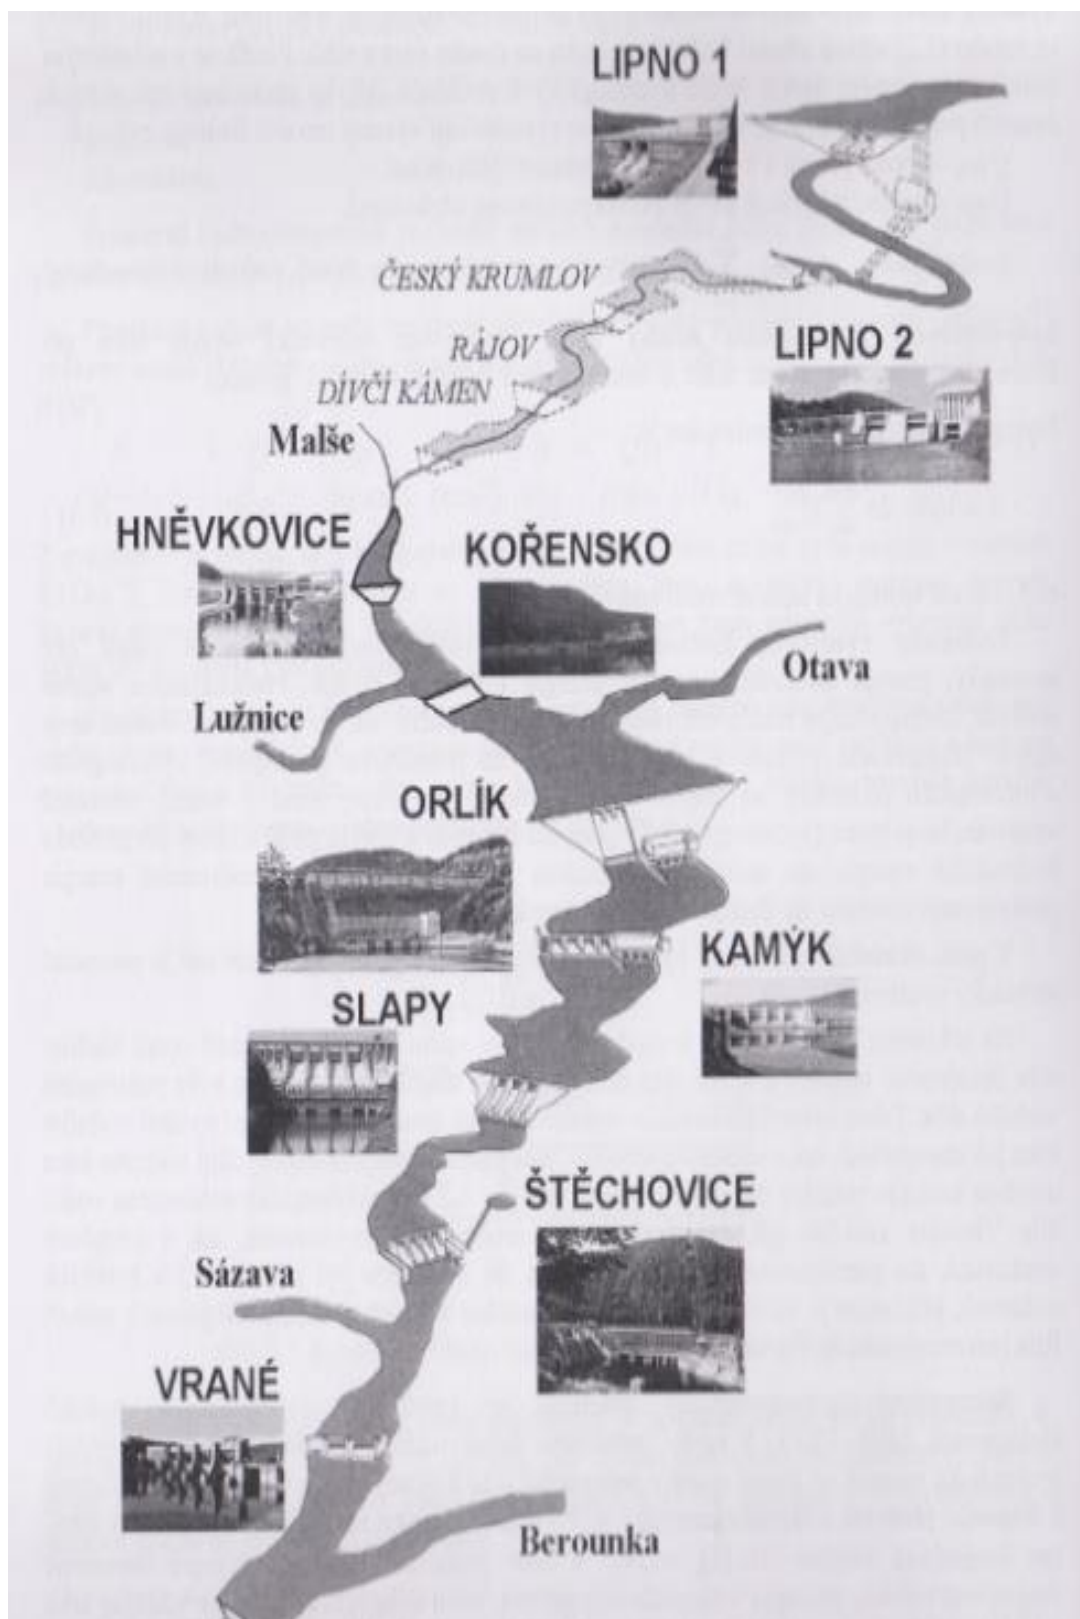 LIPNO 1
ČESKÝ KRUMLOV
RÁJOV
LIPNO 2
DÍVČÍ KÁMEN
Malše
HNĚVKOVICE
KOŘENSKO
Otava
Lužnice
ORLÍK
KAMÝK
SLAPY
ŠTĚCHOVICE
Sázava
VRANÉ
Berounka